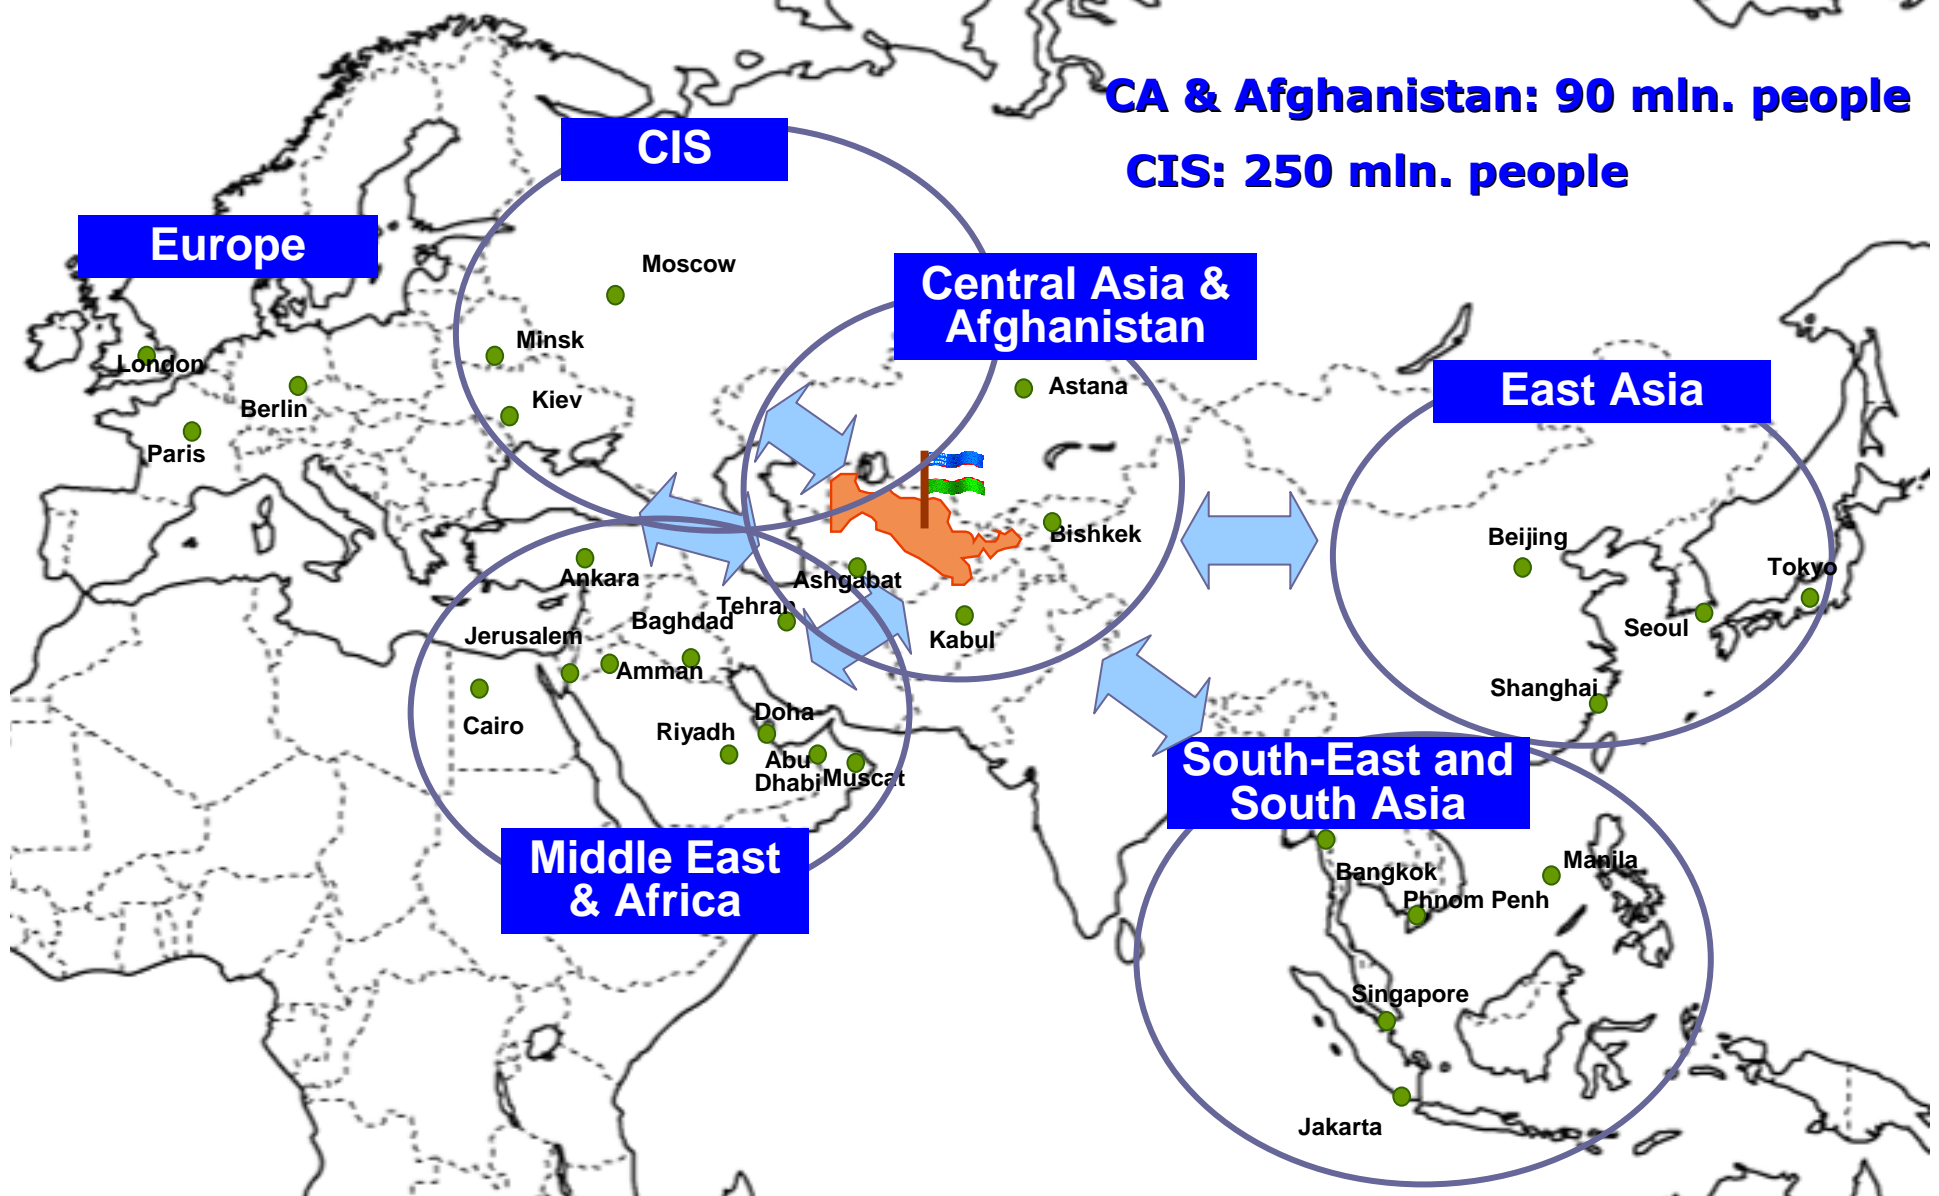 CA & Afghanistan: 90 mln. people
CIS
CIS: 250 mln. people
Europe
Moscow
Central Asia &
Afghanistan
Minsk
London
Astana
East Asia
Kiev
Berlin
Paris
Bishkek
Beijing
Tokyo
Ankara
Ashgabat
Tehran
Baghdad
Jerusalem
Kabul
Seoul
Amman
Shanghai
Cairo
Doha
Riyadh
Abu
Dhabi
Muscat
South-East and
South Asia
Middle East
& Africa
Bangkok
Manila
Phnom Penh
Singapore
Jakarta